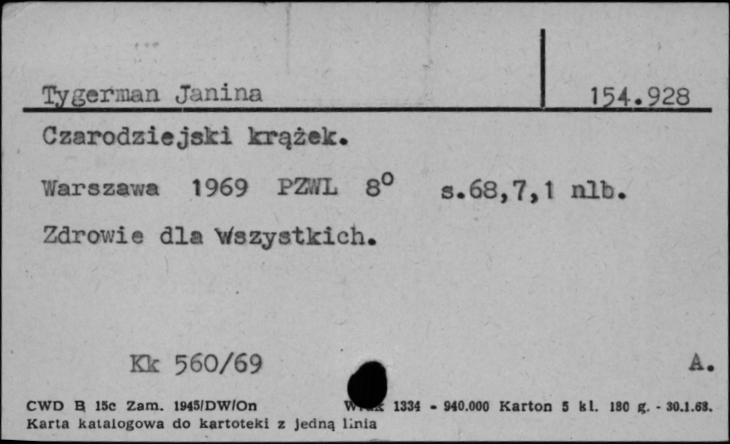 Tygerman Janina 154.928
Czarodziejski krążek.
Warszawa 1969 PZWL 8° s.68,7,1 nlb.
Zdrowie dla Wszystkich.
Kk 560/69 A.
CWD B 15c Zam. 1945/DW/On 1334 - 940.000 Karton 5 kl. 180 g. - 30.1.68.
Karta katalogowa do kartoteki z jedną linia